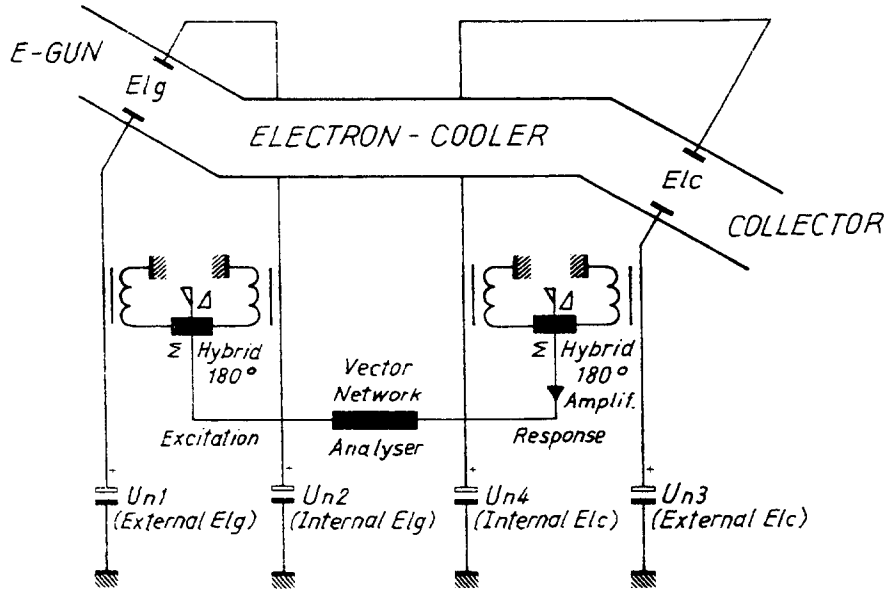 E-GUN
Elg
ELECTRON-COOLER
Elc
COLLECTOR
Δ
Σ Hybrid
180°
Δ
Σ Hybrid
180°
Amplif.
Vector
Network
Analyser
Excitation
Response
+
+
+
+
Un1
(External Elg)
Un2
(Internal Elg)
Un4
(Internal Elc)
Un3
(External Elc)